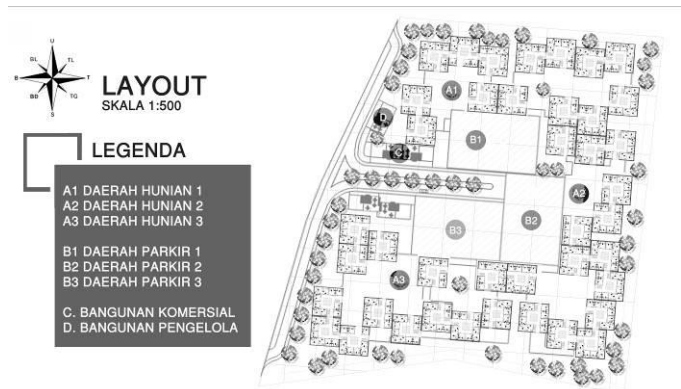 U
BL
TL
B
T
BD
TG
S
LAYOUT
SKALA 1:500
LEGENDA
A1 DAERAH HUNIAN 1
A2 DAERAH HUNIAN 2
A3 DAERAH HUNIAN 3
B1 DAERAH PARKIR 1
B2 DAERAH PARKIR 2
B3 DAERAH PARKIR 3
C. BANGUNAN KOMERSIAL
D. BANGUNAN PENGELOLA
A1
D
C
B1
A2
B2
B3
A3